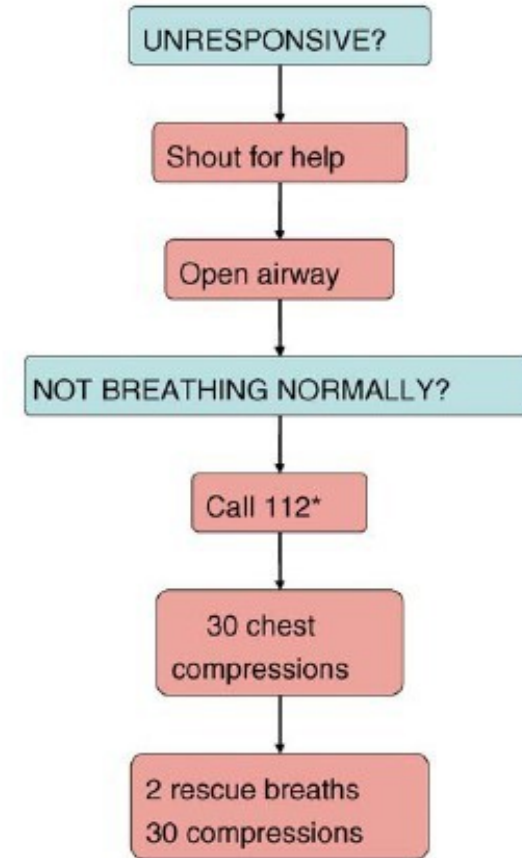 UNRESPONSIVE?
Shout for help
Open airway
NOT BREATHING NORMALLY?
Call 112*
30 chest
compressions
2 rescue breaths
30 compressions